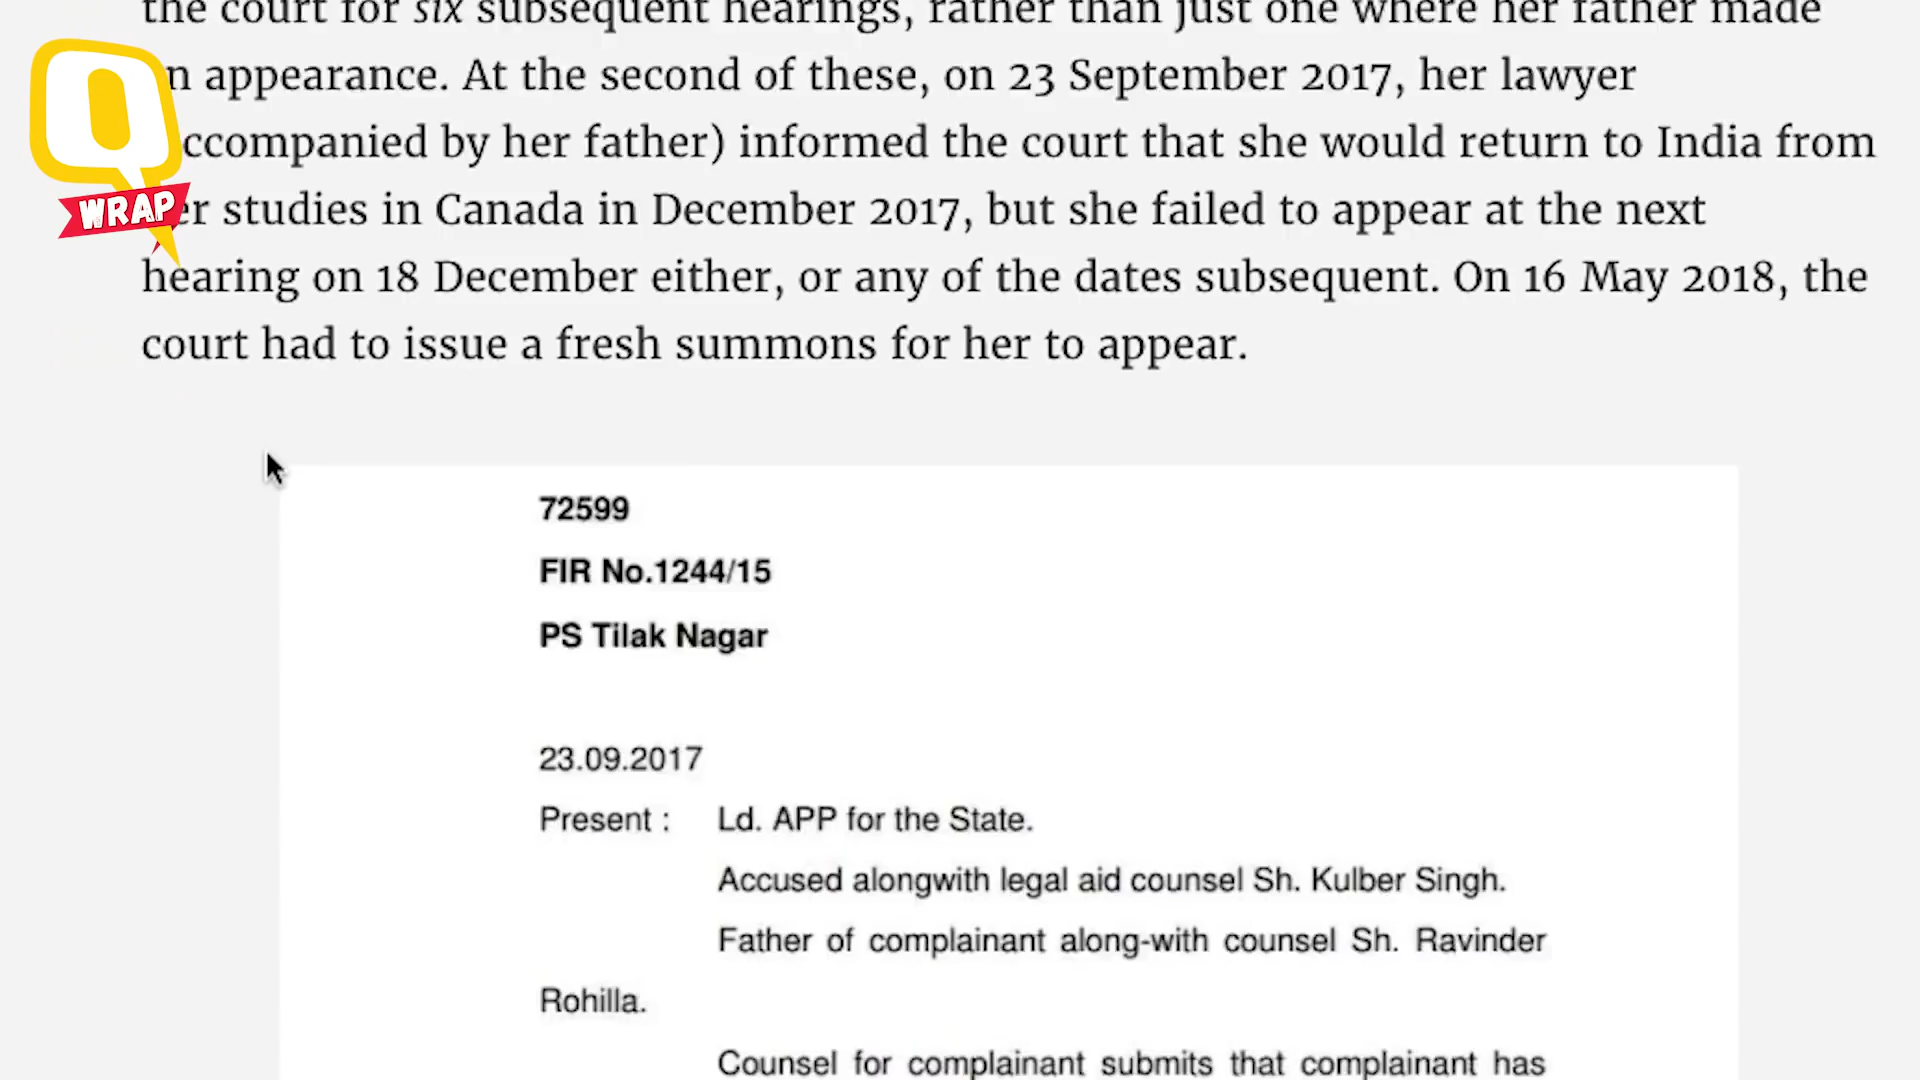 the court for six subsequent hearings, rather than just one where her father made
n appearance. At the second of these, on 23 September 2017, her lawyer
ccompanied by her father) informed the court that she would return to India from
er studies in Canada in December 2017, but she failed to appear at the next
hearing on 18 December either, or any of the dates subsequent. On 16 May 2018, the
court had to issue a fresh summons for her to appear.
Q
WRAP
72599
FIR No.1244/15
PS Tilak Nagar
23.09.2017
Present : Ld. APP for the State.
Accused alongwith legal aid counsel Sh. Kulber Singh.
Father of complainant along-with counsel Sh. Ravinder
Rohilla.
Counsel for complainant submits that complainant has